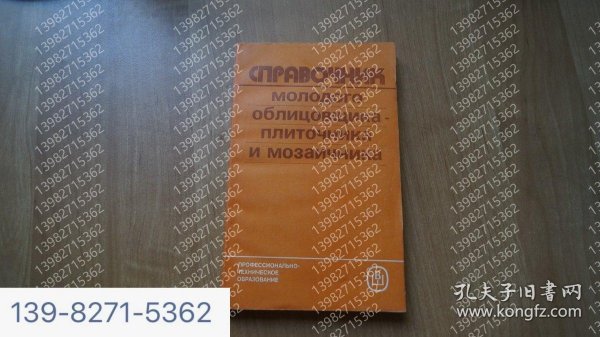 СПРАВОЧНИК
МОЛОДОГО
ОБЛИЦОВЩИКА-
ПЛИТОЧНИКА
И МОЗАИЧНИКА
ПРОФЕССИОНАЛЬНО-
ТЕХНИЧЕСКОЕ
ОБРАЗОВАНИЕ
139-8271-5362
13982715362
孔夫子旧书网
www.kongfz.com